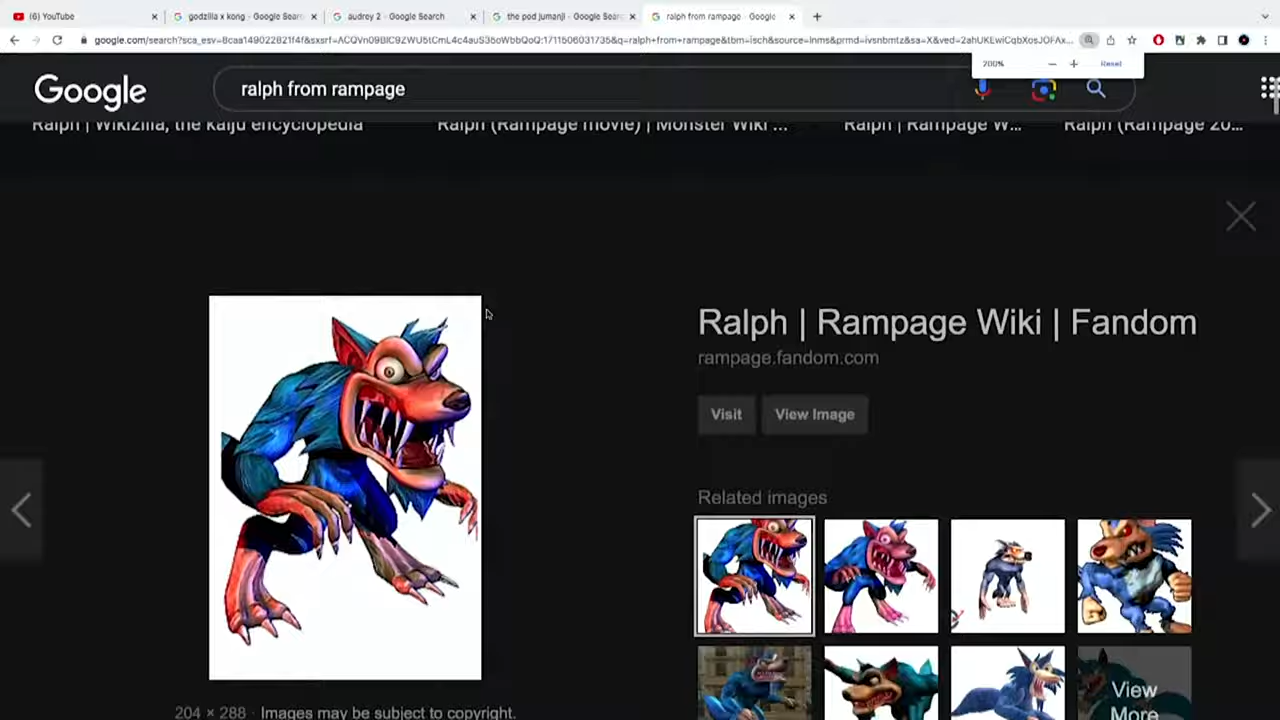 (6) YouTube
godzilla x kong - Google Sear
audrey 2 - Google Search
the pod jumanji - Google Sear
ralph from rampage - Google
200%
Reset
Google
ralph from rampage
Ralph | Wikizilla, the kaiju encyclopedia
Ralph (Rampage movie) | Monster Wiki ...
Ralph | Rampage W...
Ralph (Rampage 20...
Ralph | Rampage Wiki | Fandom
rampage.fandom.com
Visit
View Image
Related images
View
More
204 × 288 · Images may be subject to copyright.